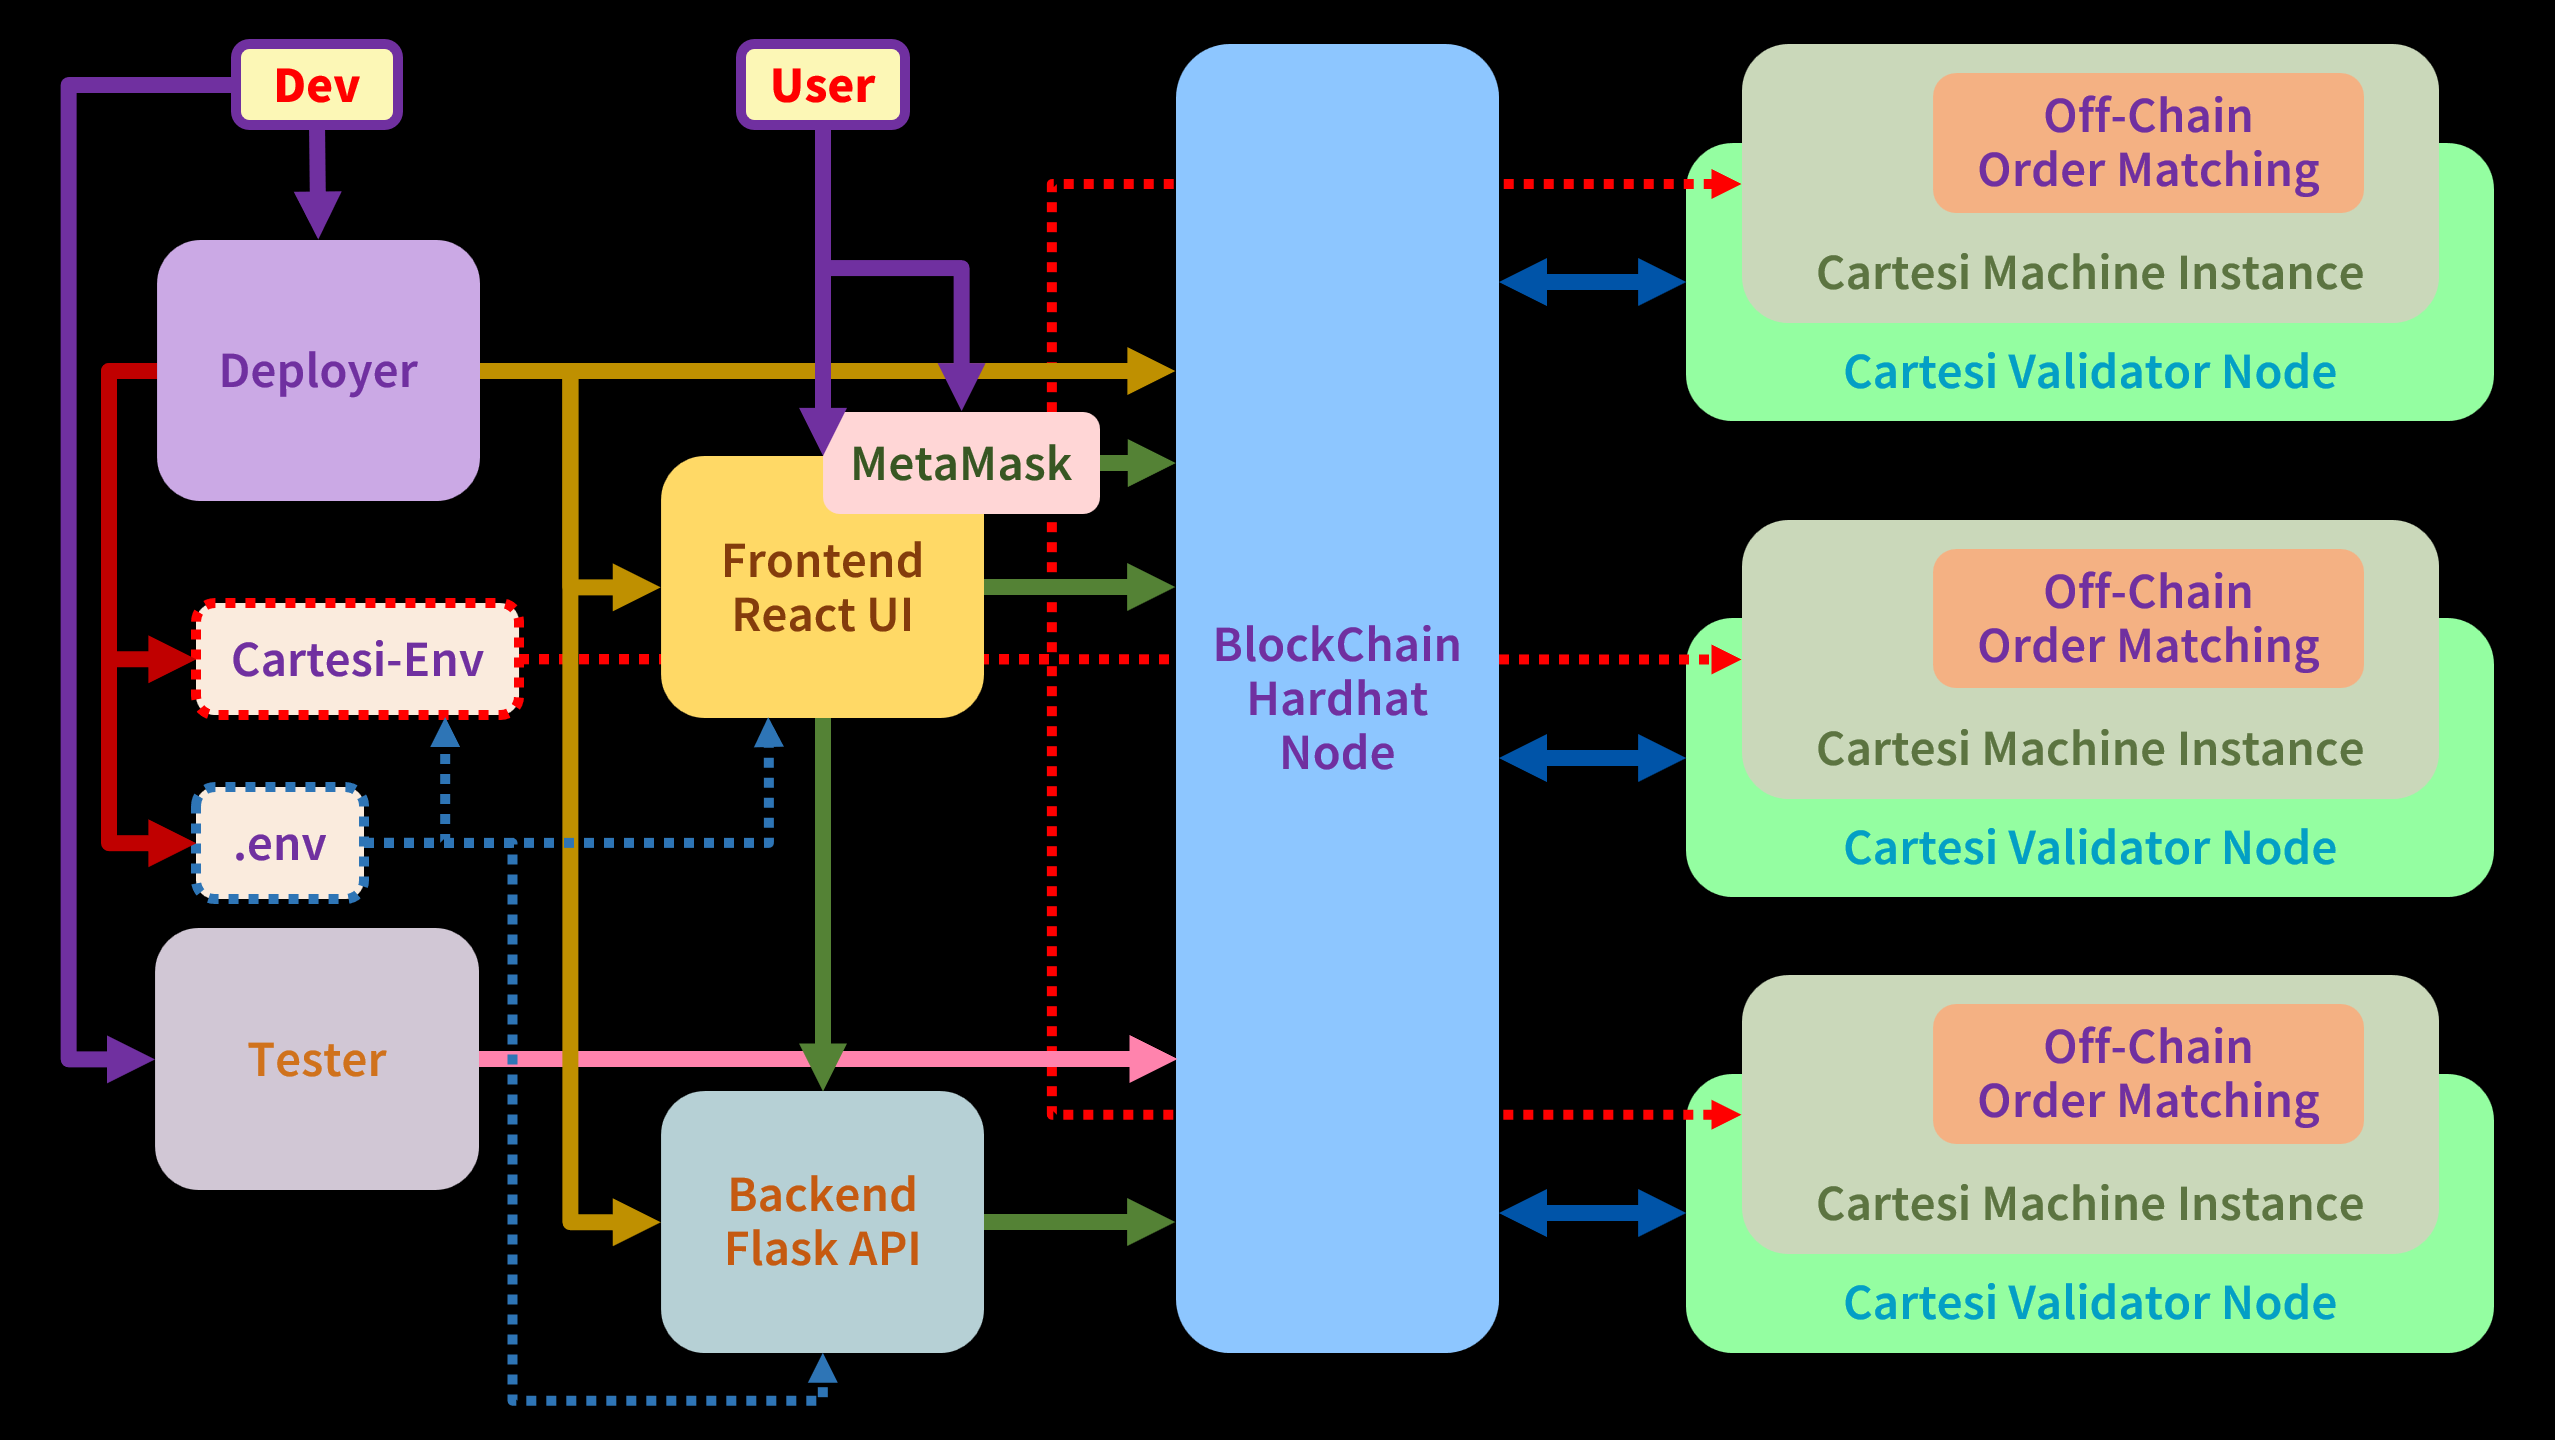 Dev
User
Deployer
MetaMask
Frontend
React UI
Cartesi-Env
.env
Tester
Backend
Flask API
BlockChain
Hardhat
Node
Off-Chain
Order Matching
Cartesi Machine Instance
Cartesi Validator Node
Off-Chain
Order Matching
Cartesi Machine Instance
Cartesi Validator Node
Off-Chain
Order Matching
Cartesi Machine Instance
Cartesi Validator Node